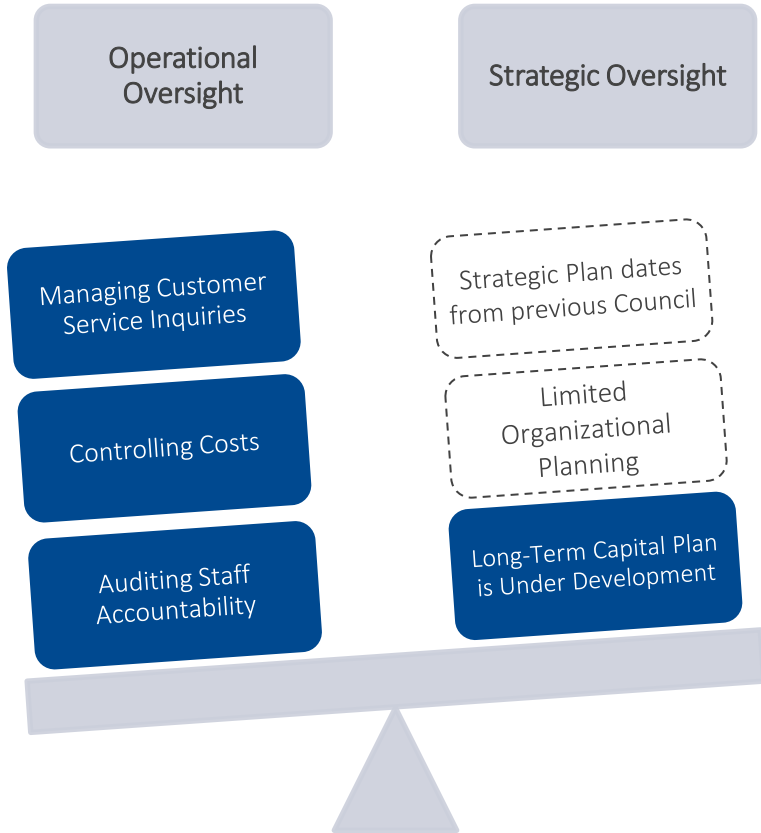 Operational
Oversight
Strategic Oversight
Managing Customer
Service Inquiries
Controlling Costs
Auditing Staff
Accountability
Strategic Plan dates
from previous Council
Limited
Organizational
Planning
Long-Term Capital Plan
is Under Development